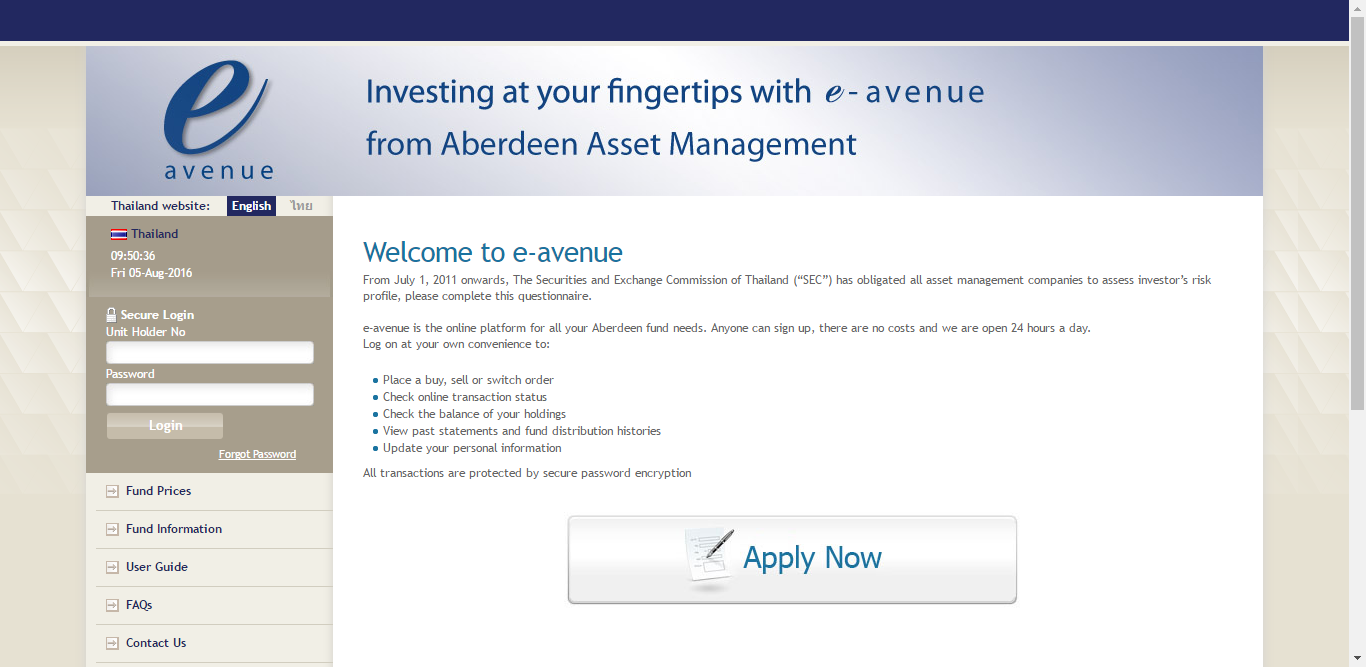 e
avenue
Investing at your fingertips with e-avenue
from Aberdeen Asset Management
Thailand website: English ไทย
Thailand
09:50:36
Fri 05-Aug-2016
Secure Login
Unit Holder No
Password
Login
Forgot Password
Fund Prices
Fund Information
User Guide
FAQs
Contact Us
Welcome to e-avenue
From July 1, 2011 onwards, The Securities and Exchange Commission of Thailand (“SEC”) has obligated all asset management companies to assess investor’s risk
profile, please complete this questionnaire.
e-avenue is the online platform for all your Aberdeen fund needs. Anyone can sign up, there are no costs and we are open 24 hours a day.
Log on at your own convenience to:
Place a buy, sell or switch order
Check online transaction status
Check the balance of your holdings
View past statements and fund distribution histories
Update your personal information
All transactions are protected by secure password encryption
Apply Now